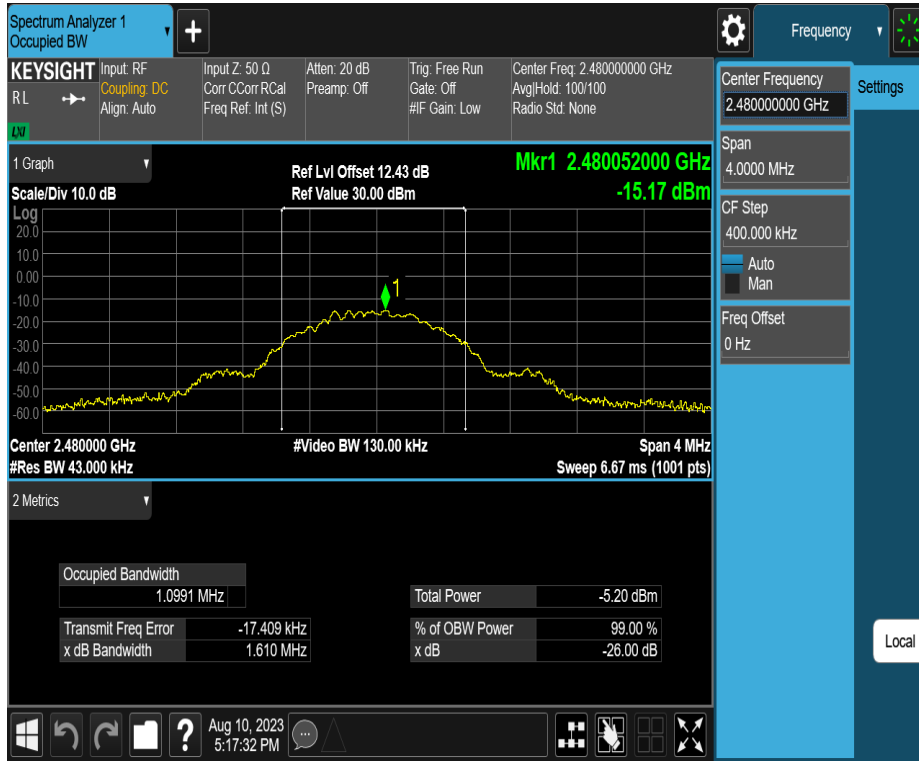 Spectrum Analyzer 1
Occupied BW
+
Frequency
KEYSIGHT
R L
LXI
Input: RF
Coupling: DC
Align: Auto
Input Z: 50 Ω
Corr CCorr RCal
Freq Ref: Int (S)
Atten: 20 dB
Preamp: Off
Trig: Free Run
Gate: Off
#IF Gain: Low
Center Freq: 2.480000000 GHz
Avg|Hold: 100/100
Radio Std: None
Center Frequency
2.480000000 GHz
Settings
Span
4.0000 MHz
CF Step
400.000 kHz
Auto
Man
Freq Offset
0 Hz
Local
1 Graph
Scale/Div 10.0 dB
Ref Lvl Offset 12.43 dB
Ref Value 30.00 dBm
Mkr1 2.480052000 GHz
-15.17 dBm
Log
20.0
10.0
0.00
-10.0
-20.0
-30.0
-40.0
-50.0
-60.0
1
Center 2.480000 GHz
#Video BW 130.00 kHz
Span 4 MHz
#Res BW 43.000 kHz
Sweep 6.67 ms (1001 pts)
2 Metrics
Occupied Bandwidth
1.0991 MHz
Total Power -5.20 dBm
Transmit Freq Error -17.409 kHz
% of OBW Power 99.00 %
x dB Bandwidth 1.610 MHz
x dB -26.00 dB
?
Aug 10, 2023
5:17:32 PM